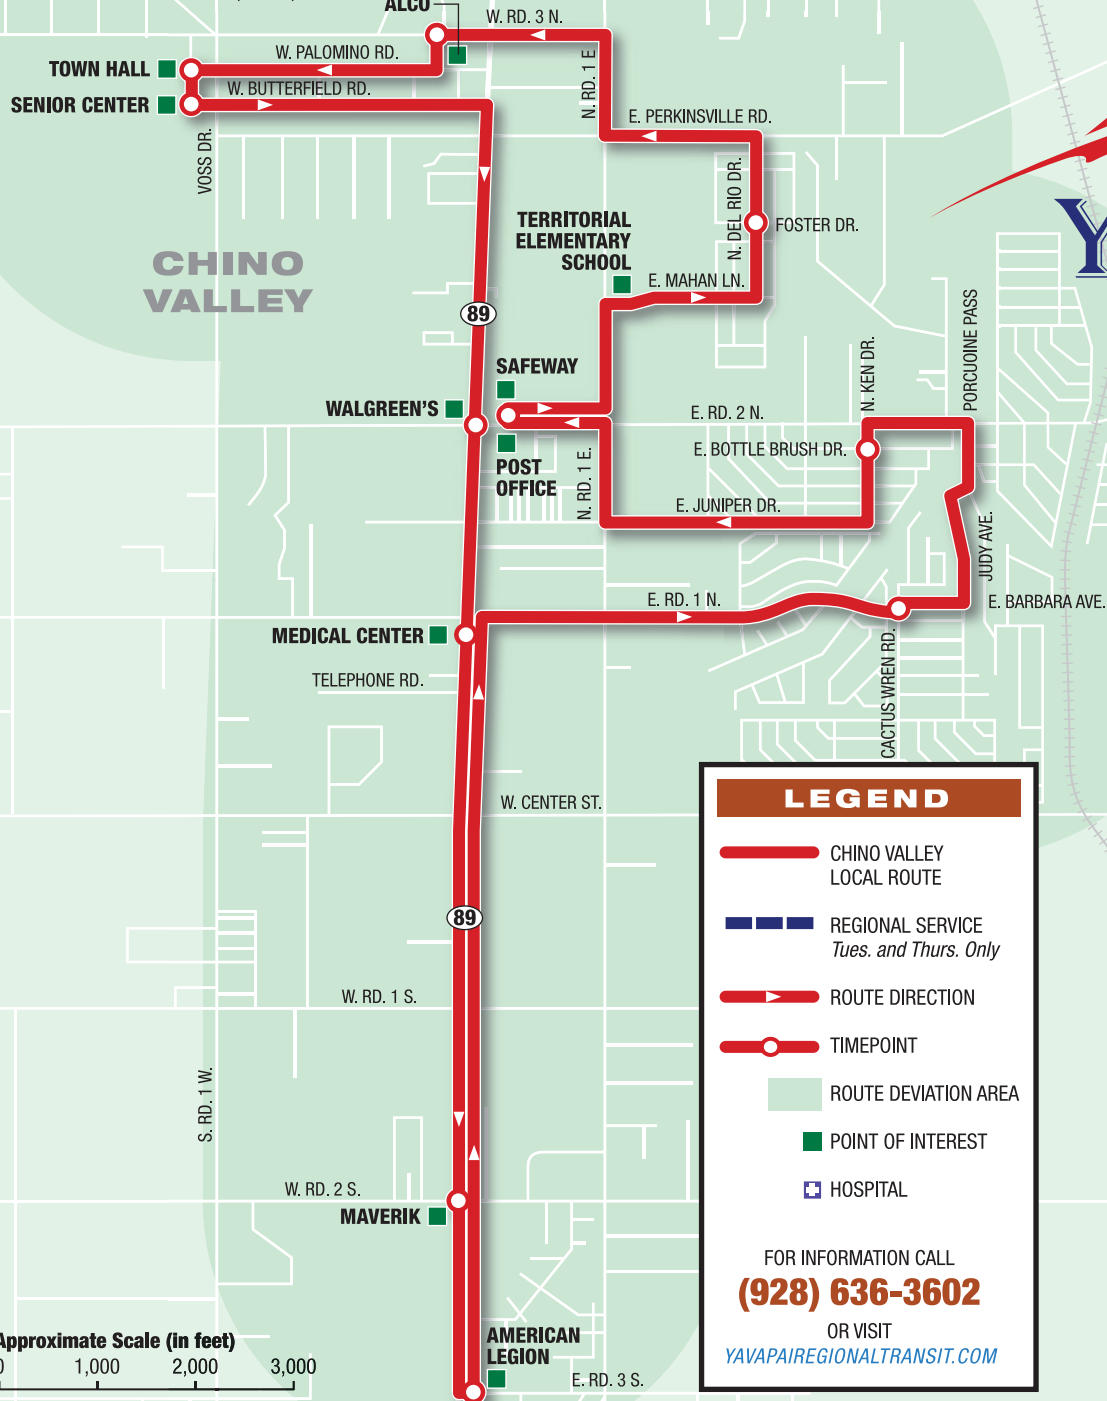 ALCO
W. RD. 3 N.
W. PALOMINO RD.
TOWN HALL
W. BUTTERFIELD RD.
SENIOR CENTER
N. RD. 1 E
E. PERKINSVILLE RD.
VOSS DR.
N. DEL RIO DR.
TERRITORIAL
ELEMENTARY
SCHOOL
FOSTER DR.
Y
CHINO
VALLEY
E. MAHAN LN.
89
PORCUOINE PASS
SAFEWAY
N. KEN DR.
WALGREEN'S
E. RD. 2 N.
E. BOTTLE BRUSH DR.
POST
OFFICE
N. RD. 1 E.
E. JUNIPER DR.
JUDY AVE.
E. RD. 1 N.
E. BARBARA AVE.
MEDICAL CENTER
CACTUS WREN RD.
TELEPHONE RD.
W. CENTER ST.
89
W. RD. 1 S.
S. RD. 1 W.
W. RD. 2 S.
MAVERIK
AMERICAN
LEGION
E. RD. 3 S.
Approximate Scale (in feet)
0 1,000 2,000 3,000
LEGEND
CHINO VALLEY
LOCAL ROUTE
REGIONAL SERVICE
Tues. and Thurs. Only
ROUTE DIRECTION
TIMEPOINT
ROUTE DEVIATION AREA
POINT OF INTEREST
HOSPITAL
FOR INFORMATION CALL
(928) 636-3602
OR VISIT
YAVAPAIREGIONALTRANSIT.COM